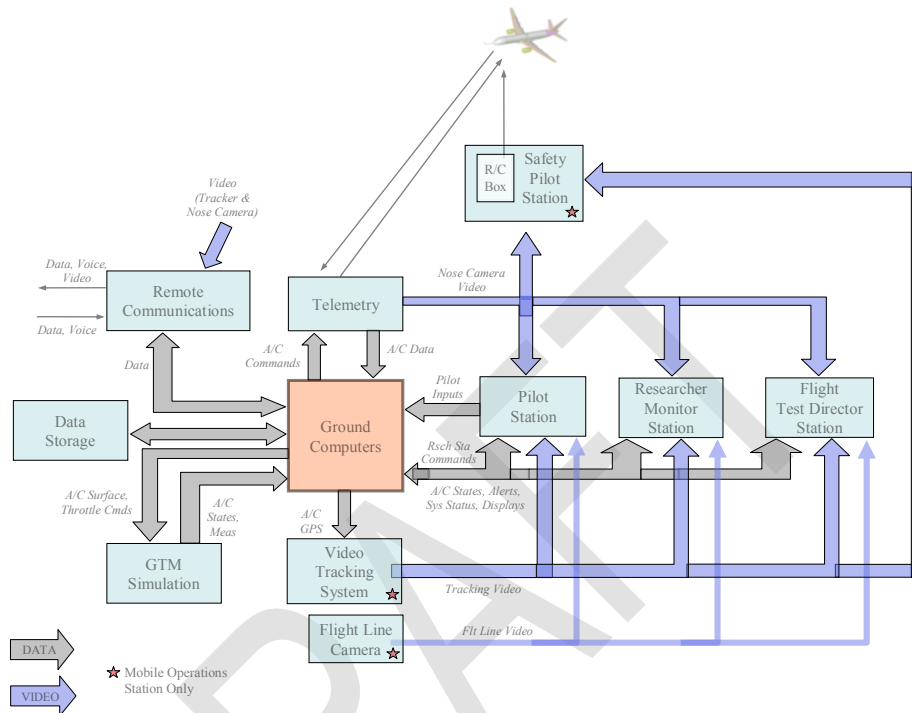 R/C
Box
Safety
Pilot
Station
Video
(Tracker &
Nose Camera)
Data, Voice,
Video
Data, Voice
Remote
Communications
Telemetry
Nose Camera
Video
Data
A/C
Commands
A/C Data
Pilot
Inputs
Pilot
Station
Researcher
Monitor
Station
Flight
Test Director
Station
Data
Storage
Ground
Computers
Rsch Sta
Commands
A/C States, Alerts,
Sys Status, Displays
A/C Surface,
Throttle Cmds
A/C
States,
Meas
A/C
GPS
GTM
Simulation
Video
Tracking
System
Tracking Video
Flight Line
Camera
Flt Line Video
DATA
VIDEO
Mobile Operations
Station Only
DRAFT